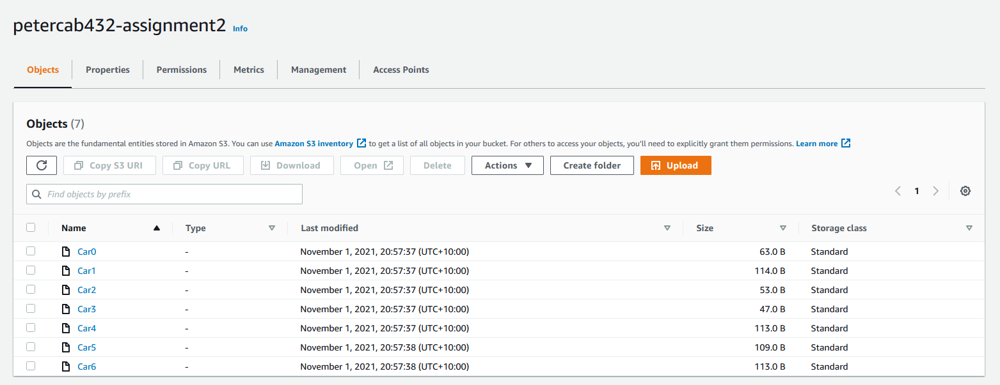 petercab432-assignment2 Info
Objects Properties Permissions Metrics Management Access Points
Objects (7)
Objects are the fundamental entities stored in Amazon S3. You can use Amazon S3 inventory to get a list of all objects in your bucket. For others to access your objects, you'll need to explicitly grant them permissions. Learn more
Copy S3 URI Copy URL Download Open Delete Actions Create folder Upload
Find objects by prefix 1
Name Type Last modified Size Storage class
Car0 - November 1, 2021, 20:57:37 (UTC+10:00) 63.0 B Standard
Car1 - November 1, 2021, 20:57:37 (UTC+10:00) 114.0 B Standard
Car2 - November 1, 2021, 20:57:37 (UTC+10:00) 53.0 B Standard
Car3 - November 1, 2021, 20:57:37 (UTC+10:00) 47.0 B Standard
Car4 - November 1, 2021, 20:57:37 (UTC+10:00) 113.0 B Standard
Car5 - November 1, 2021, 20:57:38 (UTC+10:00) 109.0 B Standard
Car6 - November 1, 2021, 20:57:38 (UTC+10:00) 113.0 B Standard